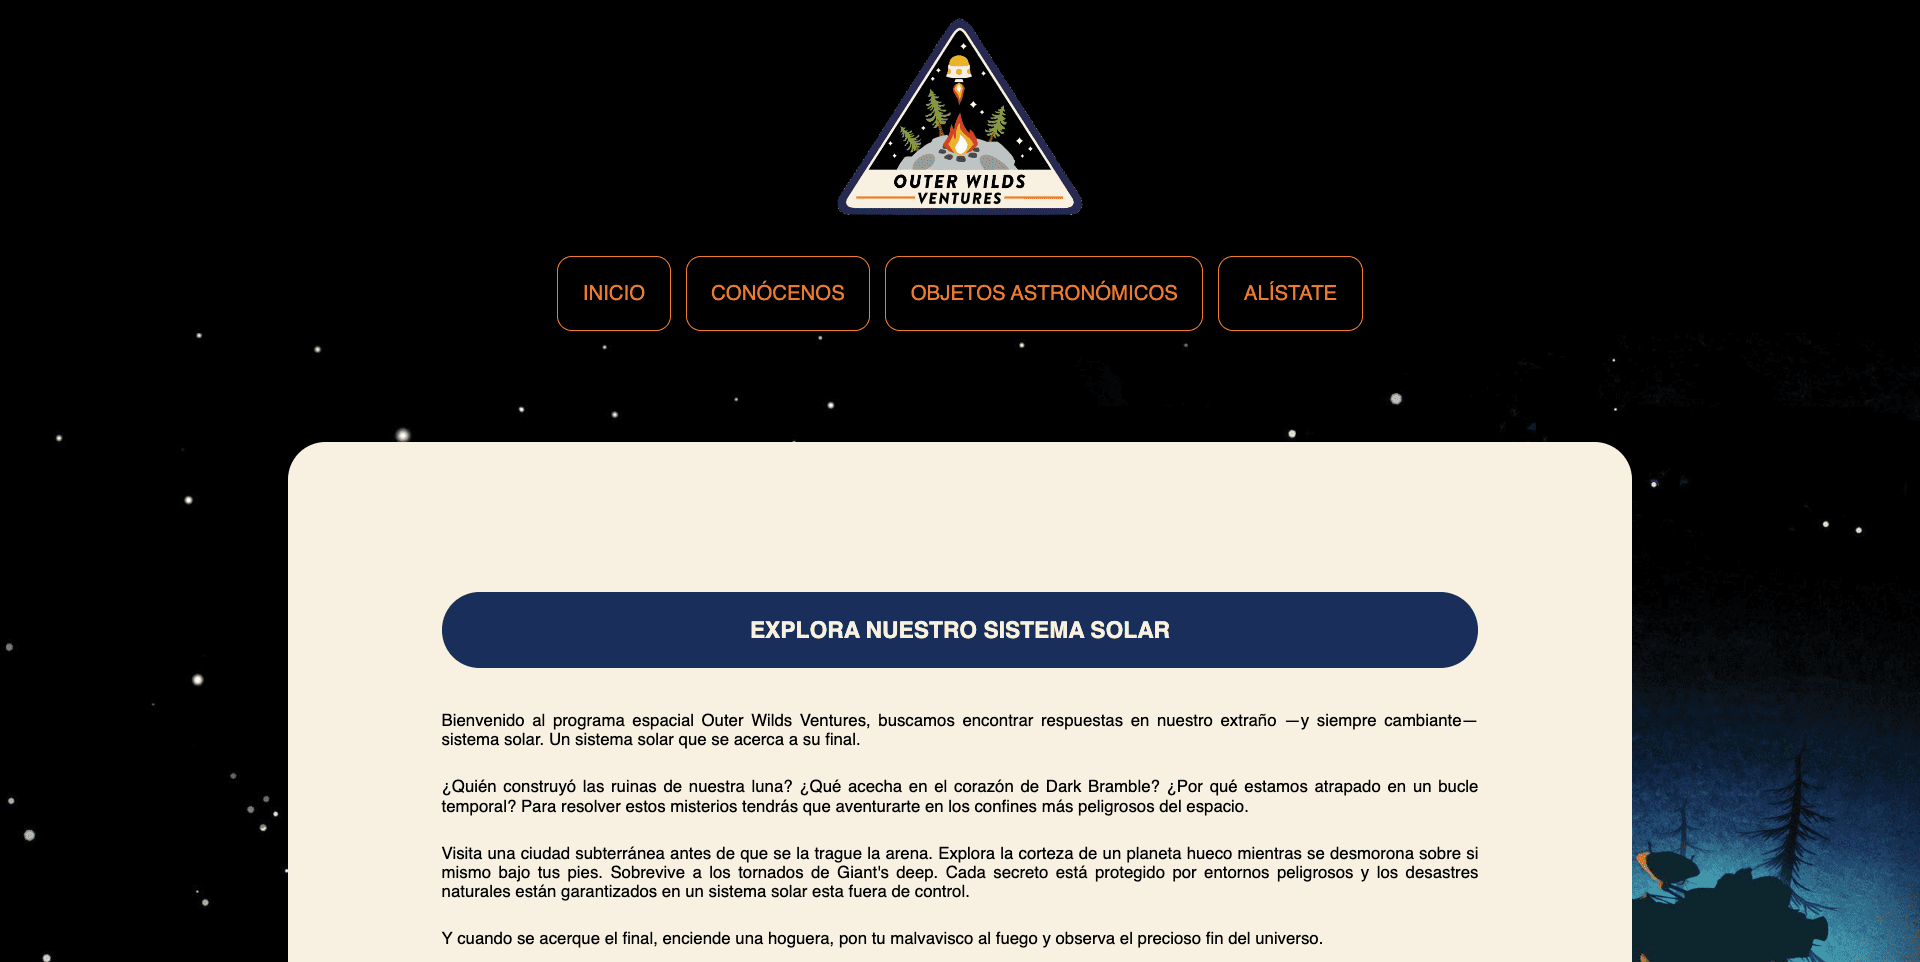 OUTER WILDS
VENTURES
INICIO
CONÓCENOS
OBJETOS ASTRONÓMICOS
ALÍSTATE
EXPLORA NUESTRO SISTEMA SOLAR
Bienvenido al programa espacial Outer Wilds Ventures, buscamos encontrar respuestas en nuestro extraño —y siempre cambiante—
sistema solar. Un sistema solar que se acerca a su final.
¿Quién construyó las ruinas de nuestra luna? ¿Qué acecha en el corazón de Dark Bramble? ¿Por qué estamos atrapado en un bucle
temporal? Para resolver estos misterios tendrás que aventurarte en los confines más peligrosos del espacio.
Visita una ciudad subterránea antes de que se la trague la arena. Explora la corteza de un planeta hueco mientras se desmorona sobre si
mismo bajo tus pies. Sobrevive a los tornados de Giant's deep. Cada secreto está protegido por entornos peligrosos y los desastres
naturales están garantizados en un sistema solar esta fuera de control.
Y cuando se acerque el final, enciende una hoguera, pon tu malvavisco al fuego y observa el precioso fin del universo.